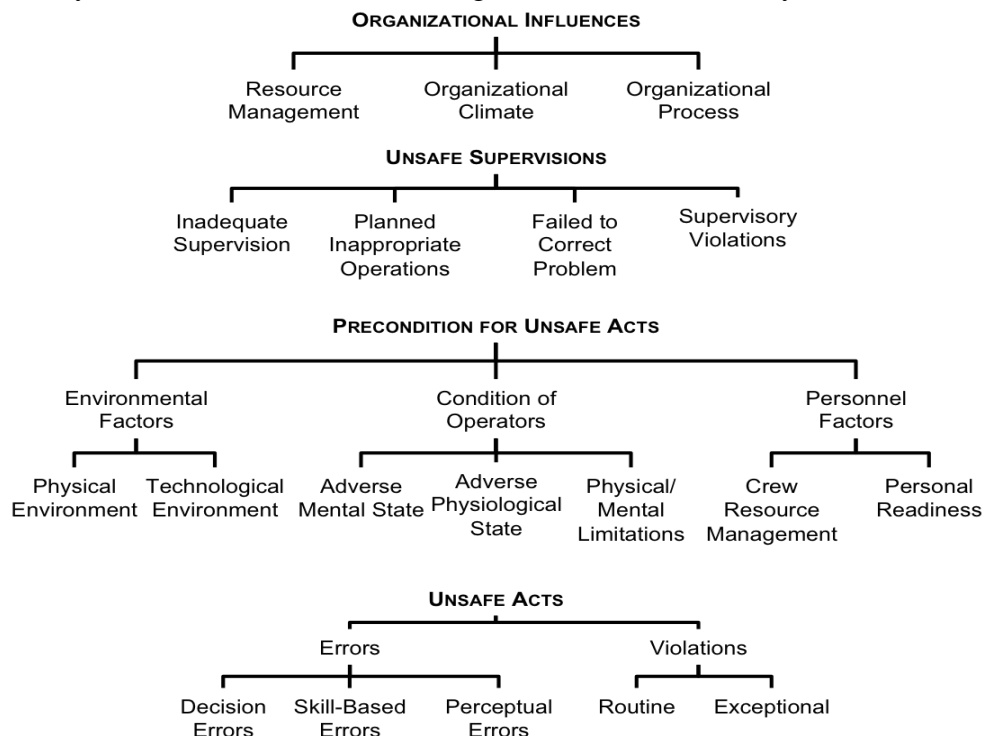 ORGANIZATIONAL INFLUENCES
Resource Management
Organizational Climate
Organizational Process
UNSAFE SUPERVISIONS
Inadequate Supervision
Planned Inappropriate Operations
Failed to Correct Problem
Supervisory Violations
PRECONDITION FOR UNSAFE ACTS
Environmental Factors
Condition of Operators
Personnel Factors
Physical Environment
Technological Environment
Adverse Mental State
Adverse Physiological State
Physical/ Mental Limitations
Crew Resource Management
Personal Readiness
UNSAFE ACTS
Errors
Violations
Decision Errors
Skill-Based Errors
Perceptual Errors
Routine
Exceptional